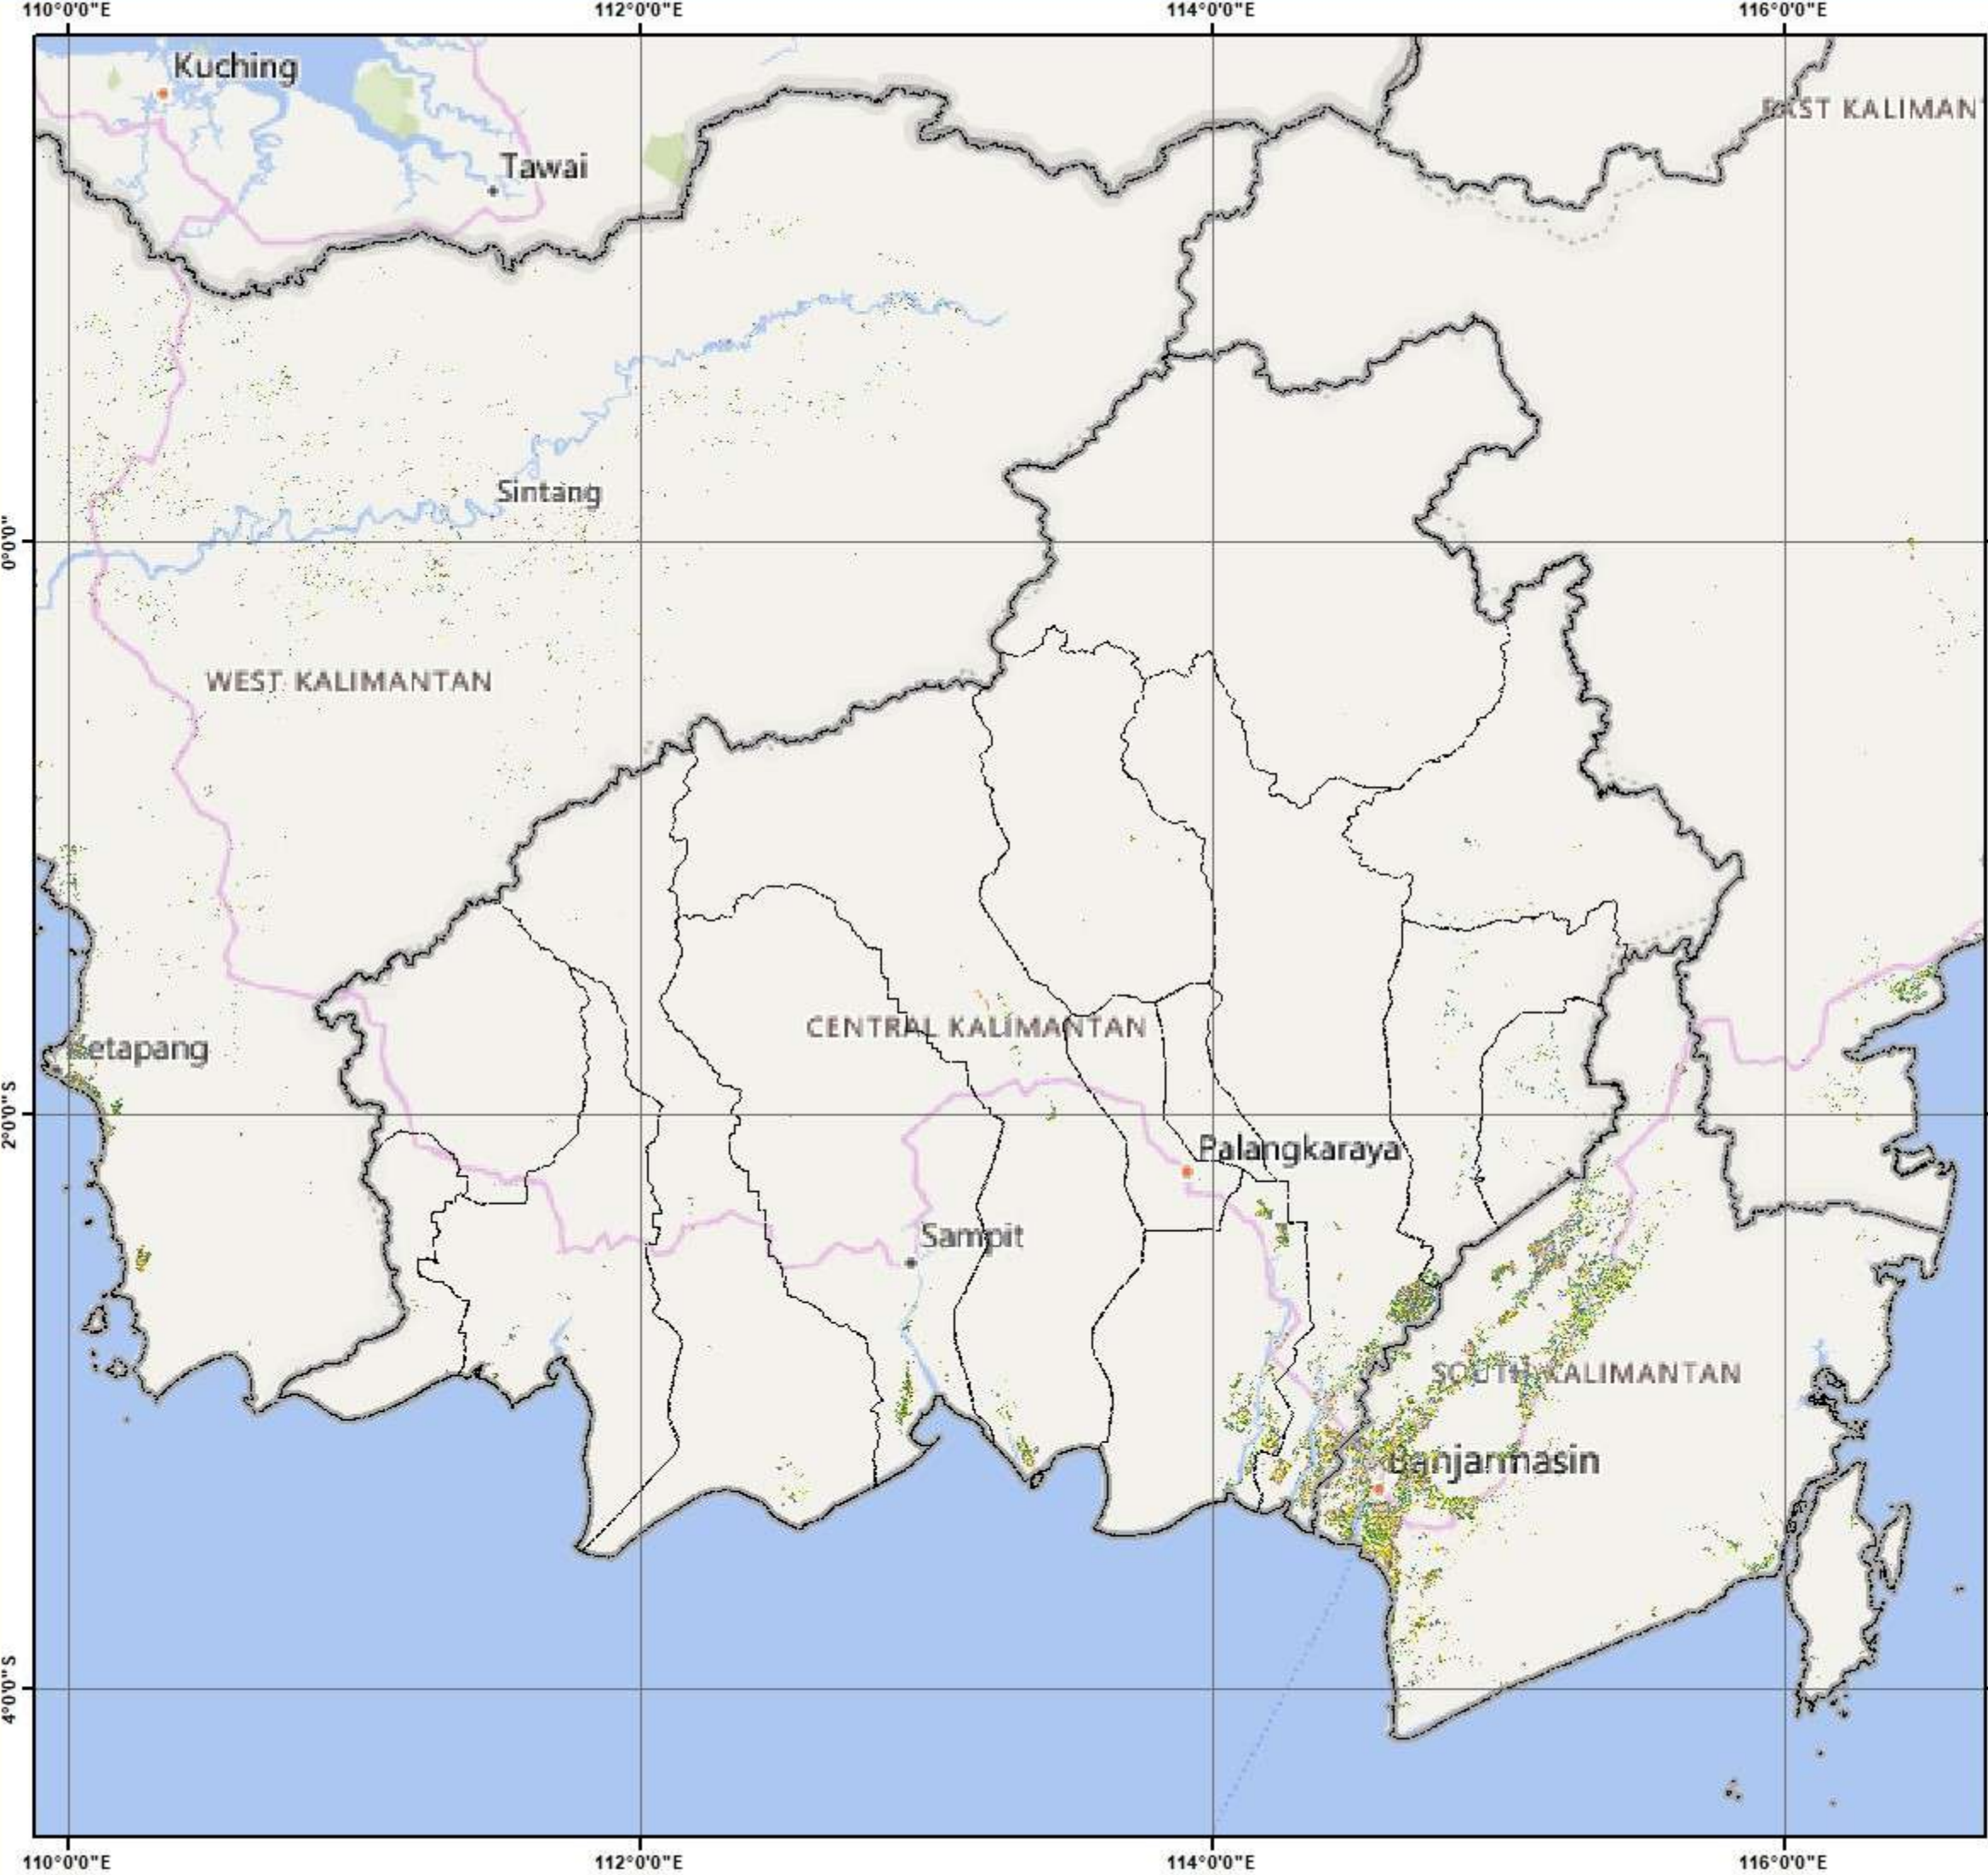 110°0'0"E 112°0'0"E 114°0'0"E 116°0'0"E
Kuching
EAST KALIMAN
Tawai
Sintang
0°0'0"
WEST KALIMANTAN
CENTRAL KALIMANTAN
Ketapang
2°0'0"S
Palangkaraya
Sampit
SOUTH KALIMANTAN
Banjarmasin
4°0'0"S
110°0'0"E 112°0'0"E 114°0'0"E 116°0'0"E